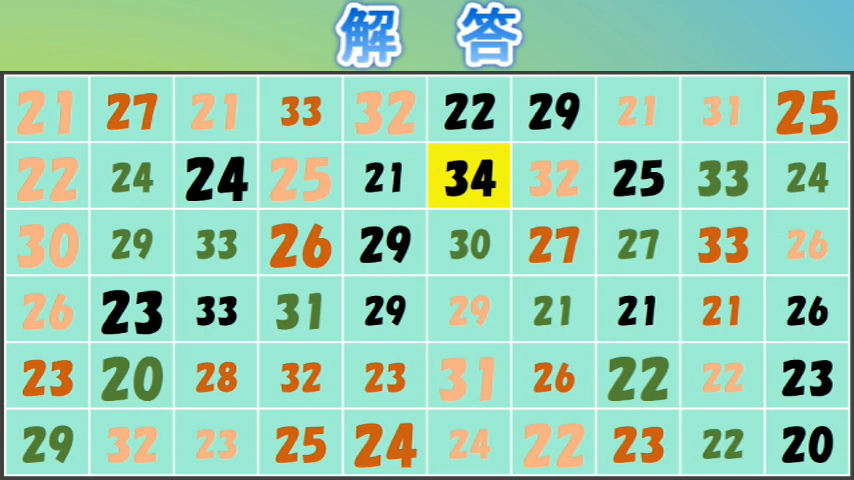 解 答
21 27 21 33 32 22 29 21 31 25
22 24 24 25 21 34 32 25 33 24
30 29 33 26 29 30 27 27 33 26
26 23 33 31 29 29 21 21 21 26
23 20 28 32 23 31 26 22 22 23
29 32 23 25 24 24 22 23 22 20